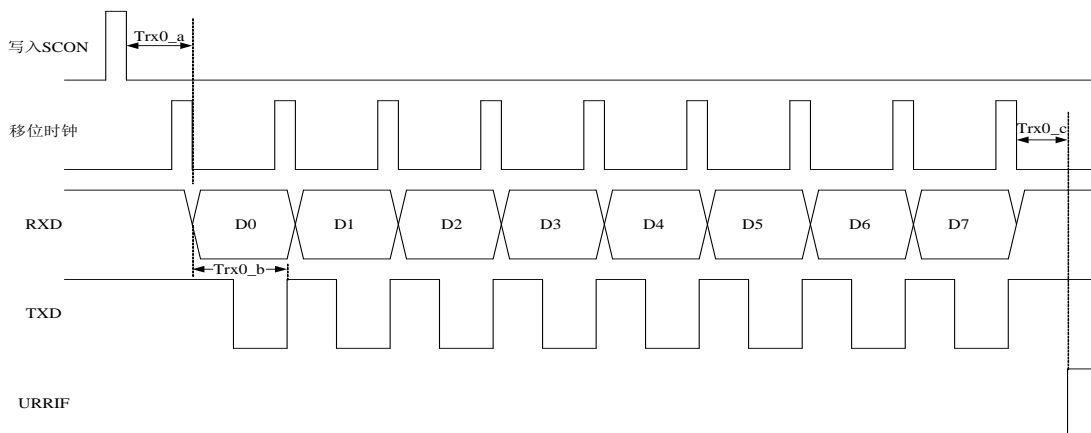 写入SCON
Trx0_a
移位时钟
Trx0_c
RXD
D0
D1
D2
D3
D4
D5
D6
D7
Trx0_b
TXD
URRIF